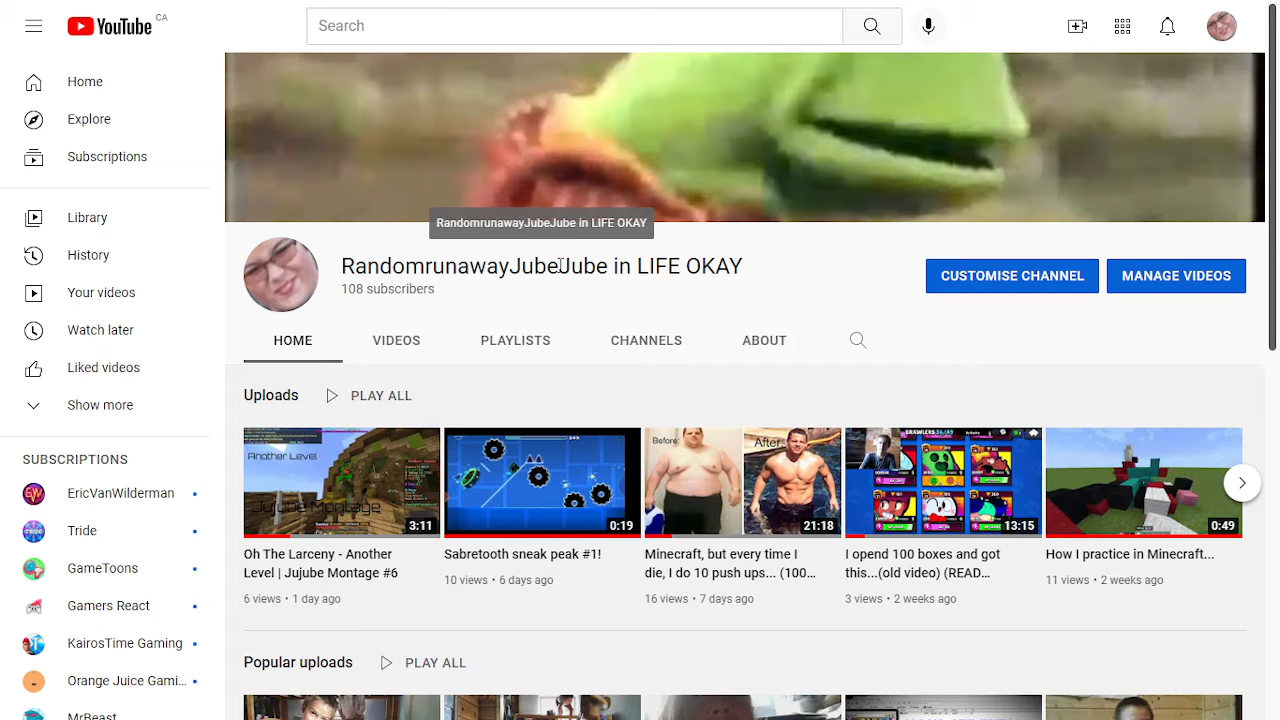 YouTube CA
Search
Home
Explore
Subscriptions
Library
History
Your videos
Watch later
Liked videos
Show more
SUBSCRIPTIONS
EricVanWilderman
Tride
GameToons
Gamers React
KairosTime Gaming
Orange Juice Gami...
MrBeast
RandomrunawayJubeJube in LIFE OKAY
RandomrunawayJubeJube in LIFE OKAY
108 subscribers
CUSTOMISE CHANNEL
MANAGE VIDEOS
HOME
VIDEOS
PLAYLISTS
CHANNELS
ABOUT
Uploads
PLAY ALL
Another Level
Jujube Montage
3:11
Oh The Larceny - Another
Level | Jujube Montage #6
6 views • 1 day ago
0:19
Sabretooth sneak peak #1!
10 views • 6 days ago
Before:
After
21:18
Minecraft, but every time I
die, I do 10 push ups... (100...
16 views • 7 days ago
BRAWLERS
13:15
I opend 100 boxes and got
this...(old video) (READ...
3 views • 2 weeks ago
0:49
How I practice in Minecraft...
11 views • 2 weeks ago
Popular uploads
PLAY ALL